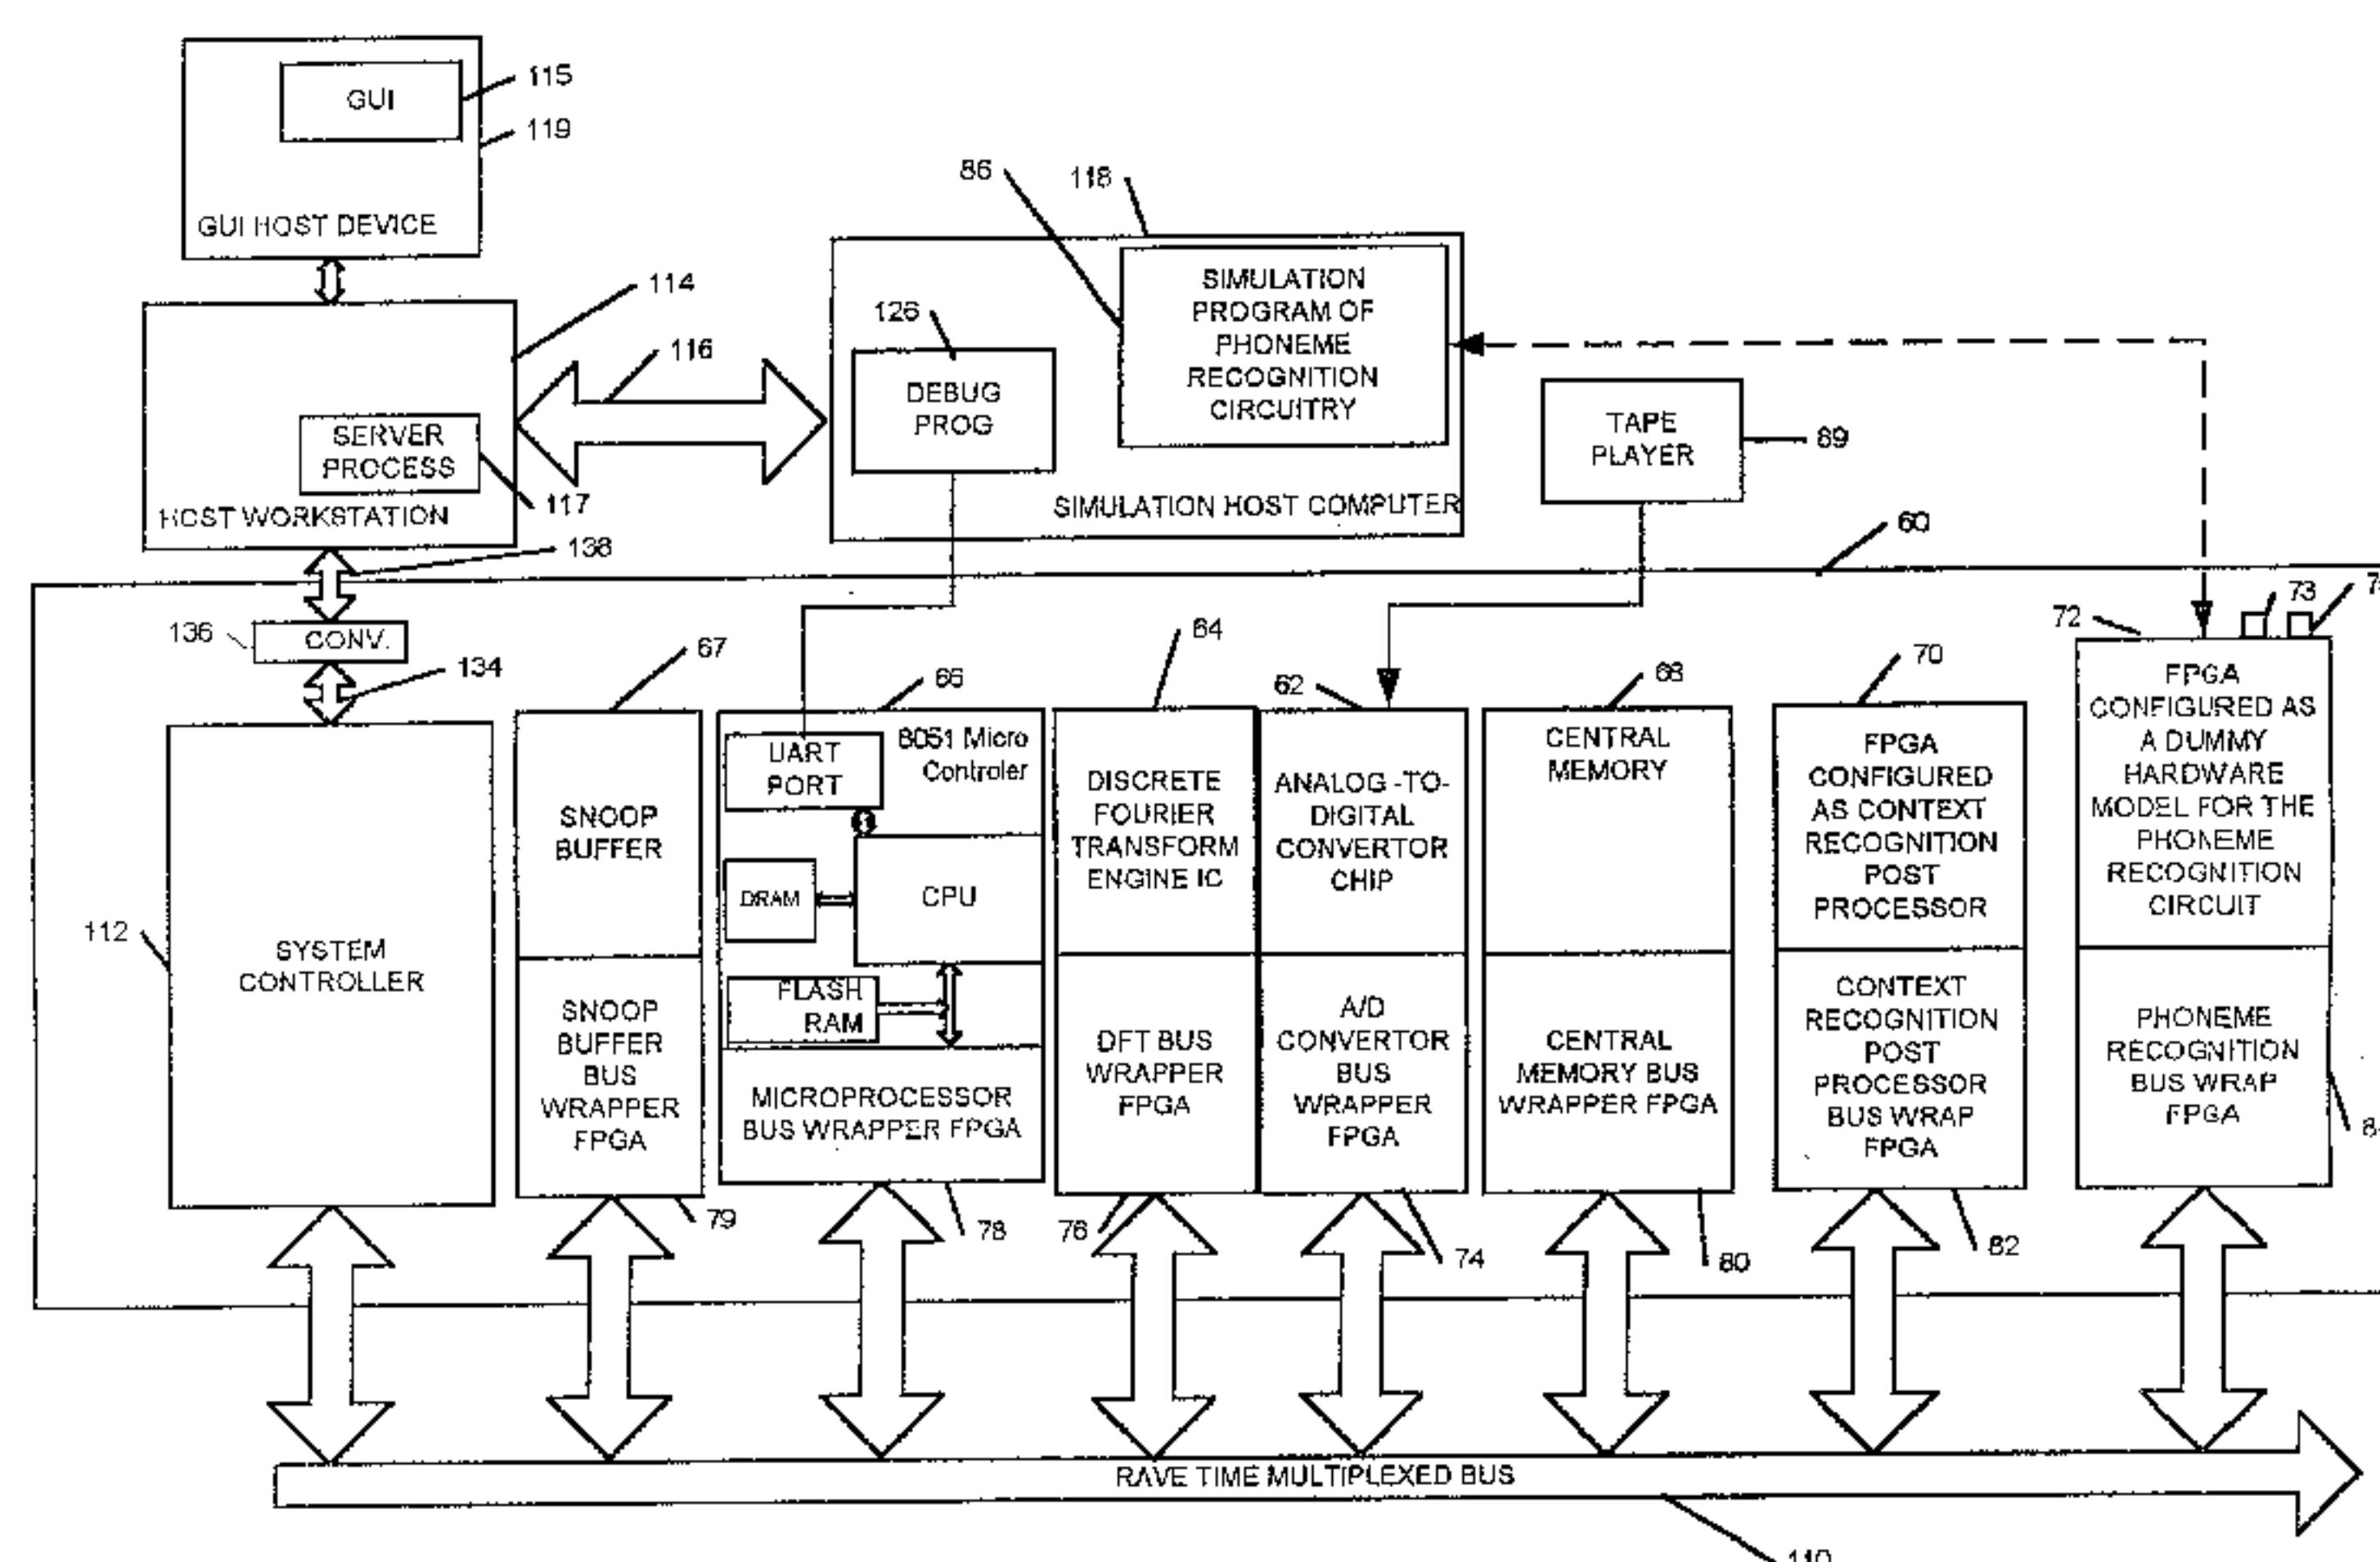 GUI
115
119
GUI HOST DEVICE
114
116
SERVER
PROCESS
117
HOST WORKSTATION
138
86
118
126
DEBUG
PROG
SIMULATION
PROGRAM OF
PHONEME
RECOGNITION
CIRCUITRY
SIMULATION HOST COMPUTER
TAPE
PLAYER
89
60
136
CONV.
134
112
SYSTEM
CONTROLLER
67
SNOOP
BUFFER
SNOOP
BUFFER
BUS
WRAPPER
FPGA
79
66
8051 Micro
Controler
UART
PORT
DRAM
CPU
FLASH
RAM
MICROPROCESSOR
BUS WRAPPER FPGA
78
64
DISCRETE
FOURIER
TRANSFORM
ENGINE IC
DFT BUS
WRAPPER
FPGA
76
62
ANALOG -TO-
DIGITAL
CONVERTOR
CHIP
A/D
CONVERTOR
BUS
WRAPPER
FPGA
74
68
CENTRAL
MEMORY
CENTRAL
MEMORY BUS
WRAPPER FPGA
80
70
FPGA
CONFIGURED
AS CONTEXT
RECOGNITION
POST
PROCESSOR
CONTEXT
RECOGNITION
POST
PROCESSOR
BUS WRAP
FPGA
82
72
73
FPGA
CONFIGURED AS
A DUMMY
HARDWARE
MODEL FOR THE
PHONEME
RECOGNITION
CIRCUIT
PHONEME
RECOGNITION
BUS WRAP
FPGA
RAVE TIME MULTIPLEXED BUS
110